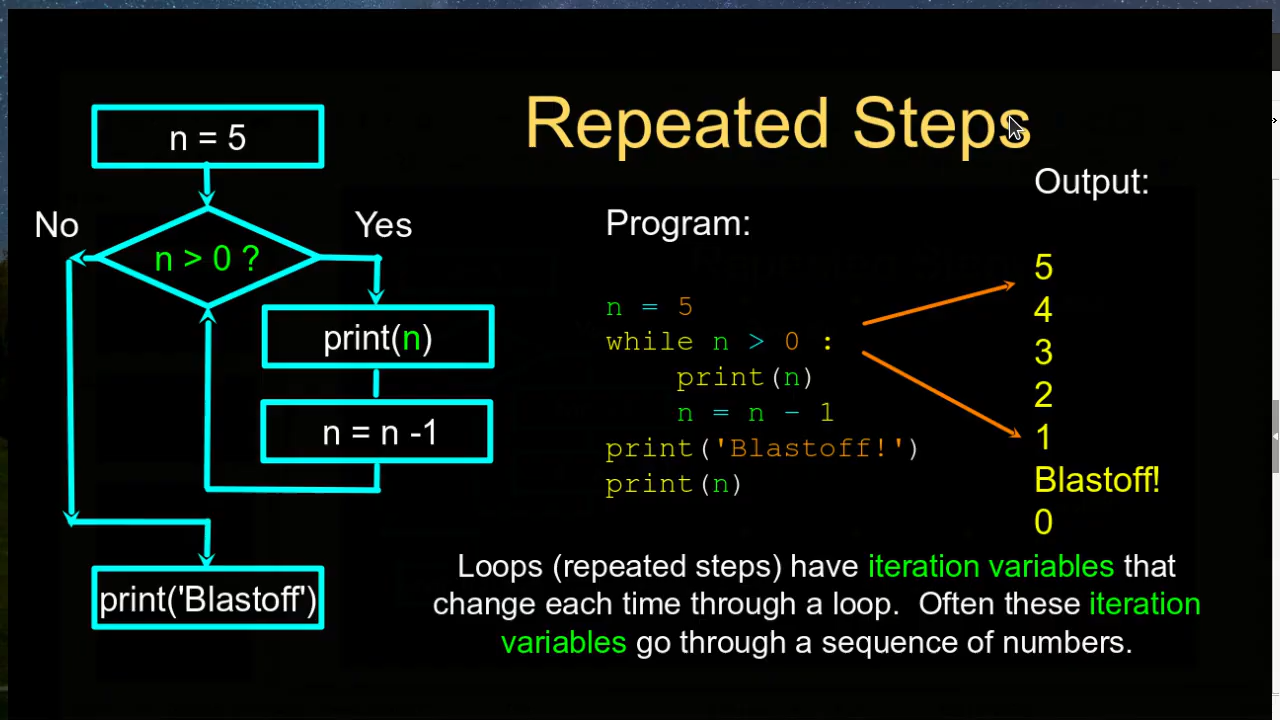 Repeated Steps
n = 5
No
Yes
n > 0 ?
print(n)
n = n -1
print('Blastoff')
Program:
n = 5
while n > 0 :
    print(n)
    n = n - 1
print('Blastoff!')
print(n)
Output:
5
4
3
2
1
Blastoff!
0
Loops (repeated steps) have iteration variables that
change each time through a loop.  Often these iteration
variables go through a sequence of numbers.